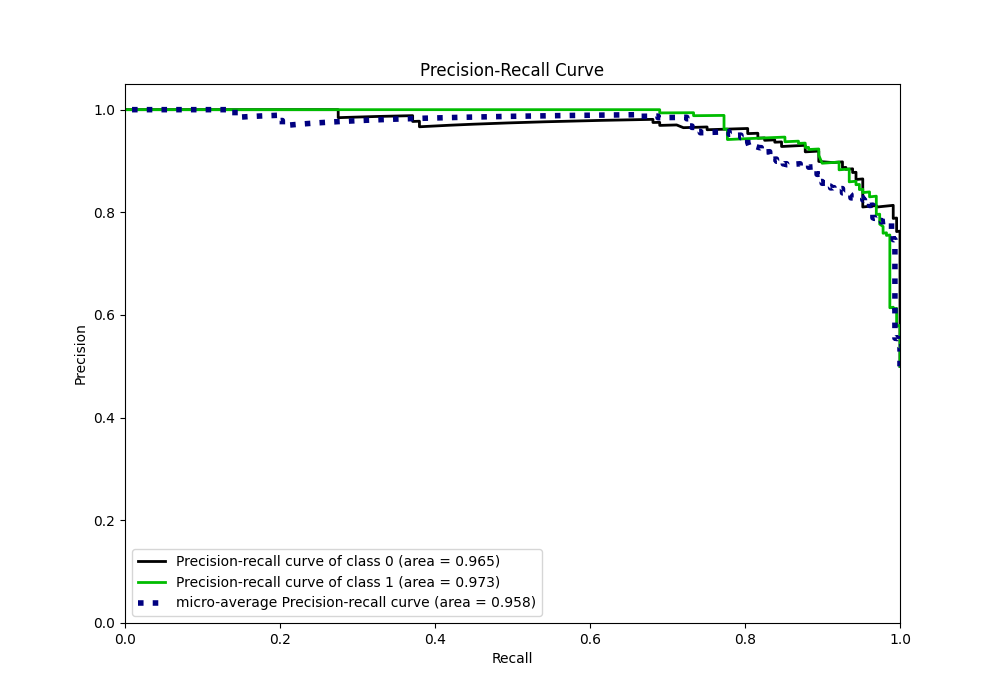 Precision-Recall Curve
1.0
0.8
0.6
0.4
0.2
0.0
Precision
Precision-recall curve of class 0 (area = 0.965)
Precision-recall curve of class 1 (area = 0.973)
micro-average Precision-recall curve (area = 0.958)
0.0 0.2 0.4 0.6 0.8 1.0
Recall